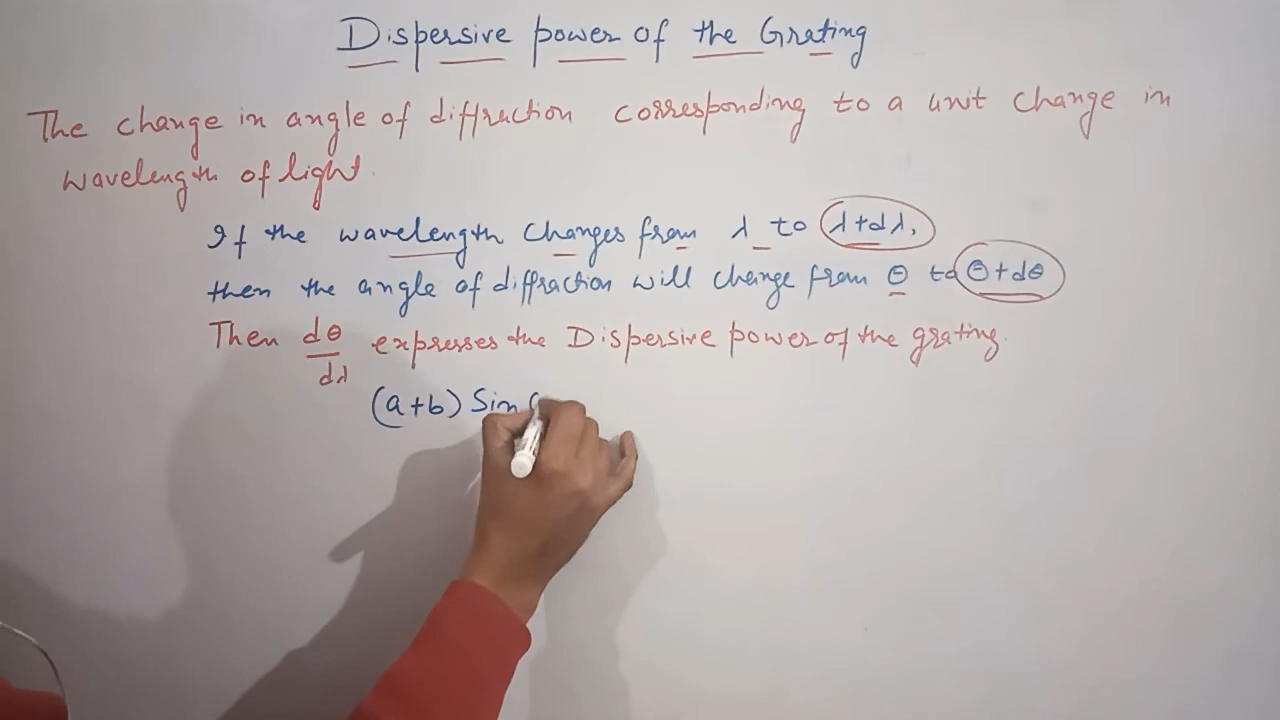 Dispersive power of the Grating
The change in angle of diffraction corresponding to a unit change in
wavelength of light.
If the wavelength changes from λ to λ+dλ,
then the angle of diffraction will change from θ to θ+dθ
Then dθ/dλ expresses the Dispersive power of the grating.
(a+b) Sin